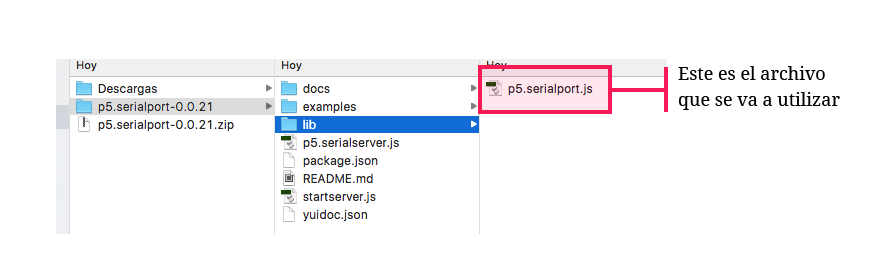 Hoy
Descargas
p5.serialport-0.0.21
p5.serialport-0.0.21.zip
Hoy
docs
examples
lib
p5.serialserver.js
package.json
README.md
startserver.js
yuidoc.json
Hoy
p5.serialport.js
Este es el archivo
que se va a utilizar